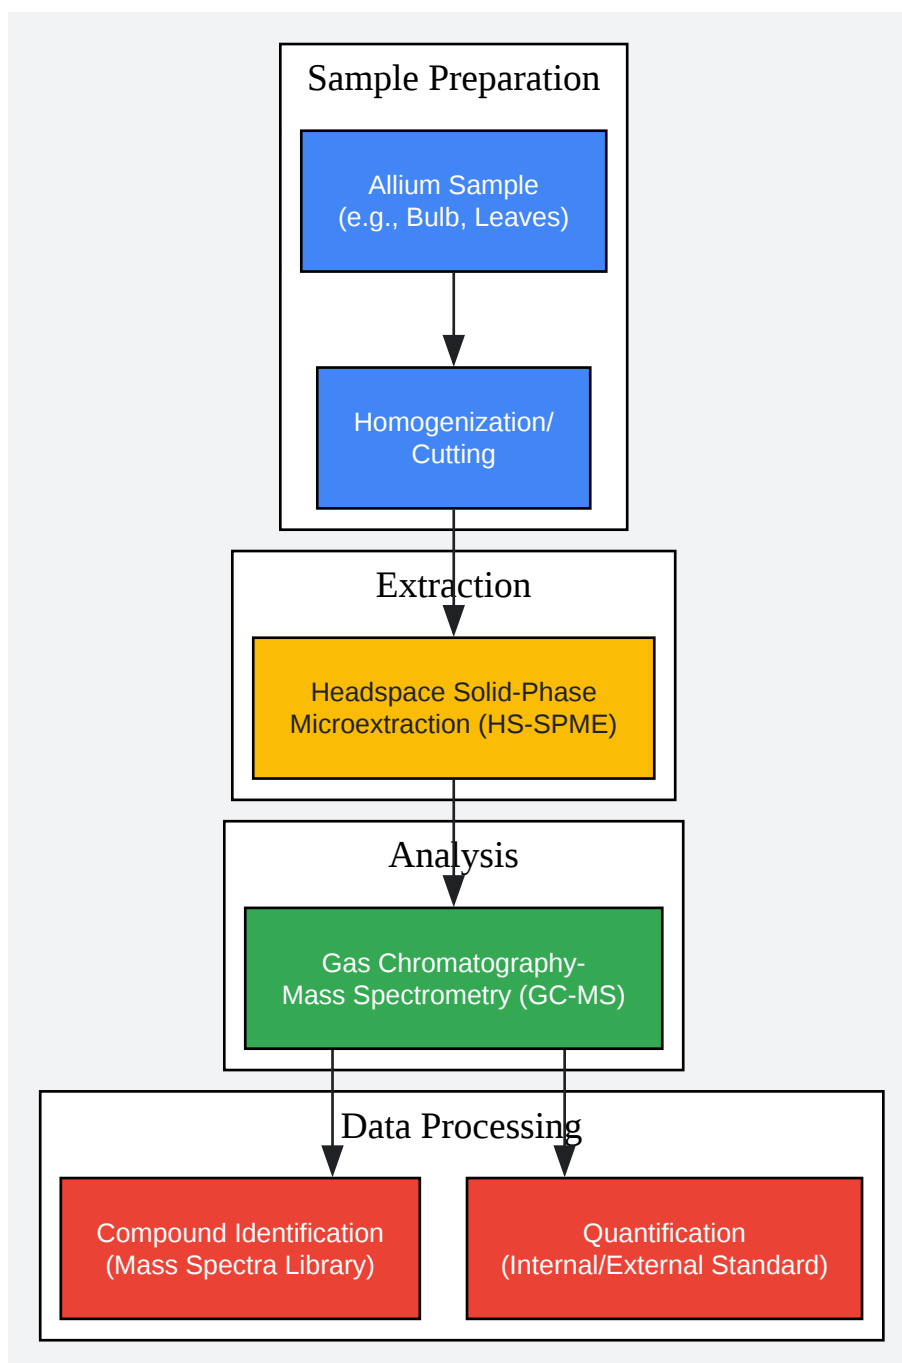 Sample Preparation
Allium Sample
(e.g., Bulb, Leaves)
Homogenization/
Cutting
Extraction
Headspace Solid-Phase
Microextraction (HS-SPME)
Analysis
Gas Chromatography-
Mass Spectrometry (GC-MS)
Data Processing
Compound Identification
(Mass Spectra Library)
Quantification
(Internal/External Standard)